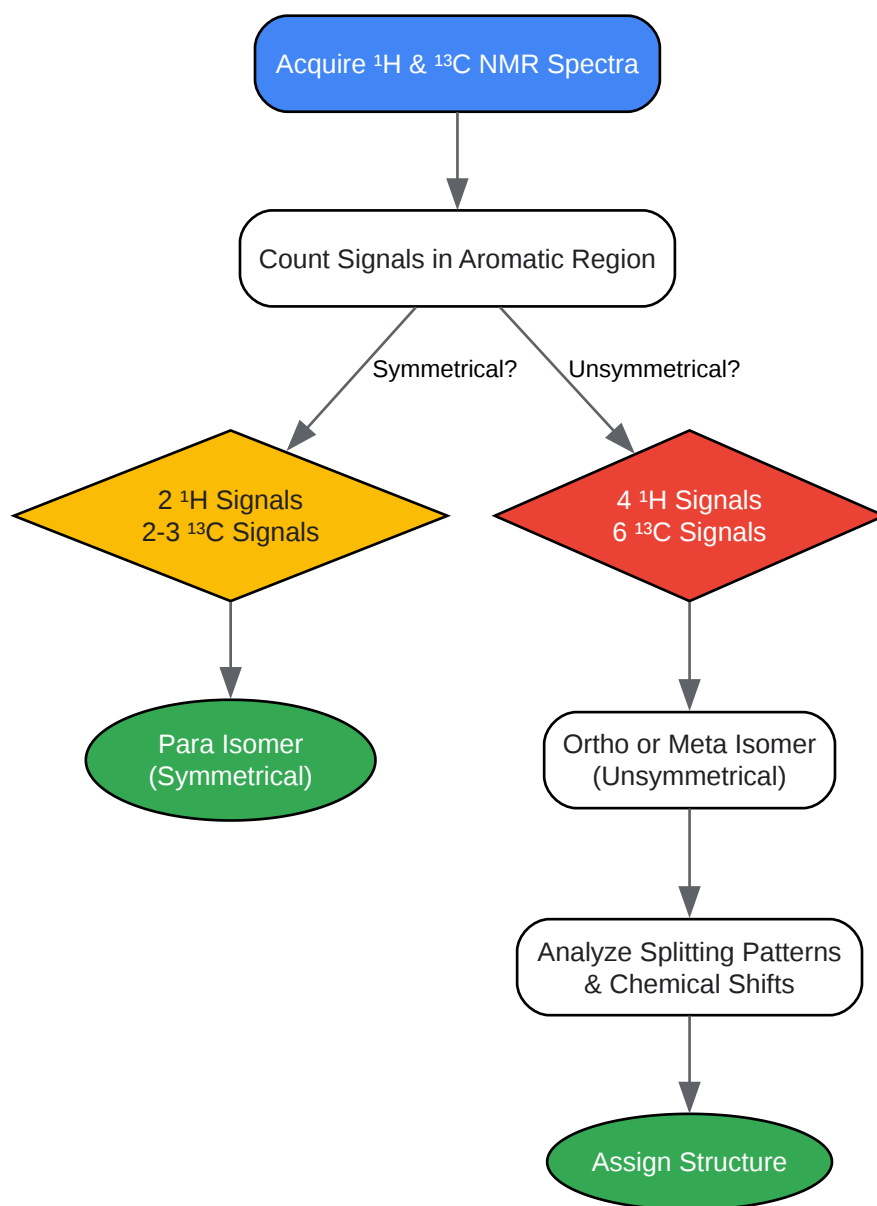 Acquire ¹H & ¹³C NMR Spectra
Count Signals in Aromatic Region
Symmetrical?
Unsymmetrical?
2 ¹H Signals
2-3 ¹³C Signals
4 ¹H Signals
6 ¹³C Signals
Para Isomer
(Symmetrical)
Ortho or Meta Isomer
(Unsymmetrical)
Analyze Splitting Patterns
& Chemical Shifts
Assign Structure